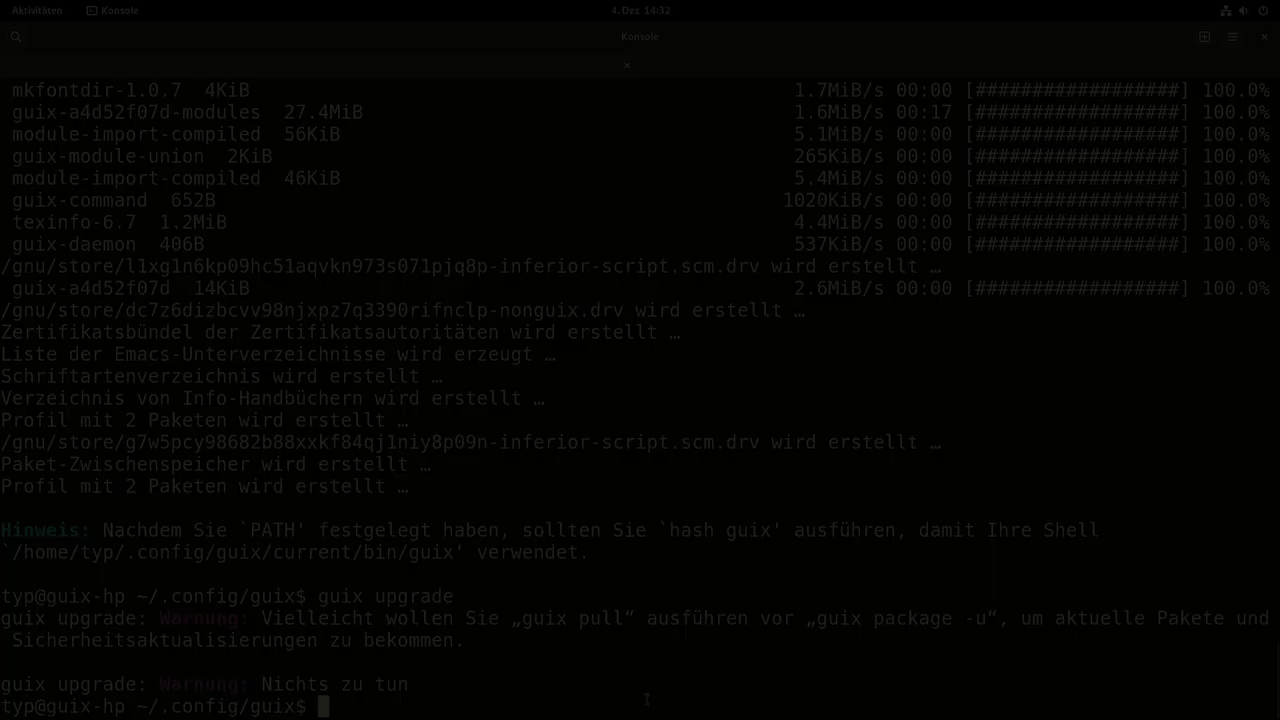 Aktivitäten Konsole 4. Dez 14:32
Konsole
mkfontdir-1.0.7 4KiB 1.7MiB/s 00:00 [##################] 100.0%
guix-a4d52f07d-modules 27.4MiB 1.6MiB/s 00:17 [##################] 100.0%
module-import-compiled 56KiB 5.1MiB/s 00:00 [##################] 100.0%
guix-module-union 2KiB 265KiB/s 00:00 [##################] 100.0%
module-import-compiled 46KiB 5.4MiB/s 00:00 [##################] 100.0%
guix-command 652B 1020KiB/s 00:00 [##################] 100.0%
texinfo-6.7 1.2MiB 4.4MiB/s 00:00 [##################] 100.0%
guix-daemon 406B 537KiB/s 00:00 [##################] 100.0%
/gnu/store/l1xg1n6kp09hc51aqvkn973s071pjq8p-inferior-script.scm.drv wird erstellt …
guix-a4d52f07d 14KiB 2.6MiB/s 00:00 [##################] 100.0%
/gnu/store/dc7z6dizbcvv98njxpz7q3390rifnclp-nonguix.drv wird erstellt …
Zertifikatsbündel der Zertifikatsautoritäten wird erstellt …
Liste der Emacs-Unterverzeichnisse wird erzeugt …
Schriftartenverzeichnis wird erstellt …
Verzeichnis von Info-Handbüchern wird erstellt …
Profil mit 2 Paketen wird erstellt …
/gnu/store/g7w5pcy98682b88xxkf84qj1niy8p09n-inferior-script.scm.drv wird erstellt …
Paket-Zwischenspeicher wird erstellt …
Profil mit 2 Paketen wird erstellt …
Hinweis: Nachdem Sie `PATH' festgelegt haben, sollten Sie `hash guix' ausführen, damit Ihre Shell
`/home/typ/.config/guix/current/bin/guix' verwendet.
typ@guix-hp ~/.config/guix$ guix upgrade
guix upgrade: Warnung: Vielleicht wollen Sie „guix pull“ ausführen vor „guix package -u“, um aktuelle Pakete und
Sicherheitsaktualisierungen zu bekommen.
guix upgrade: Warnung: Nichts zu tun
typ@guix-hp ~/.config/guix$